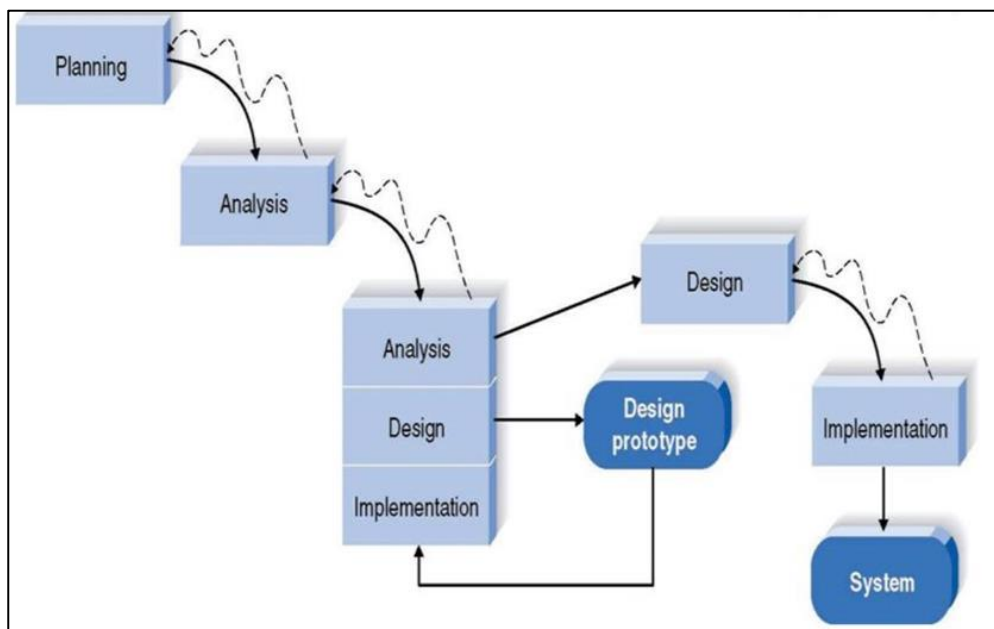 Planning
Analysis
Analysis
Design
Implementation
Design
prototype
Design
Implementation
System